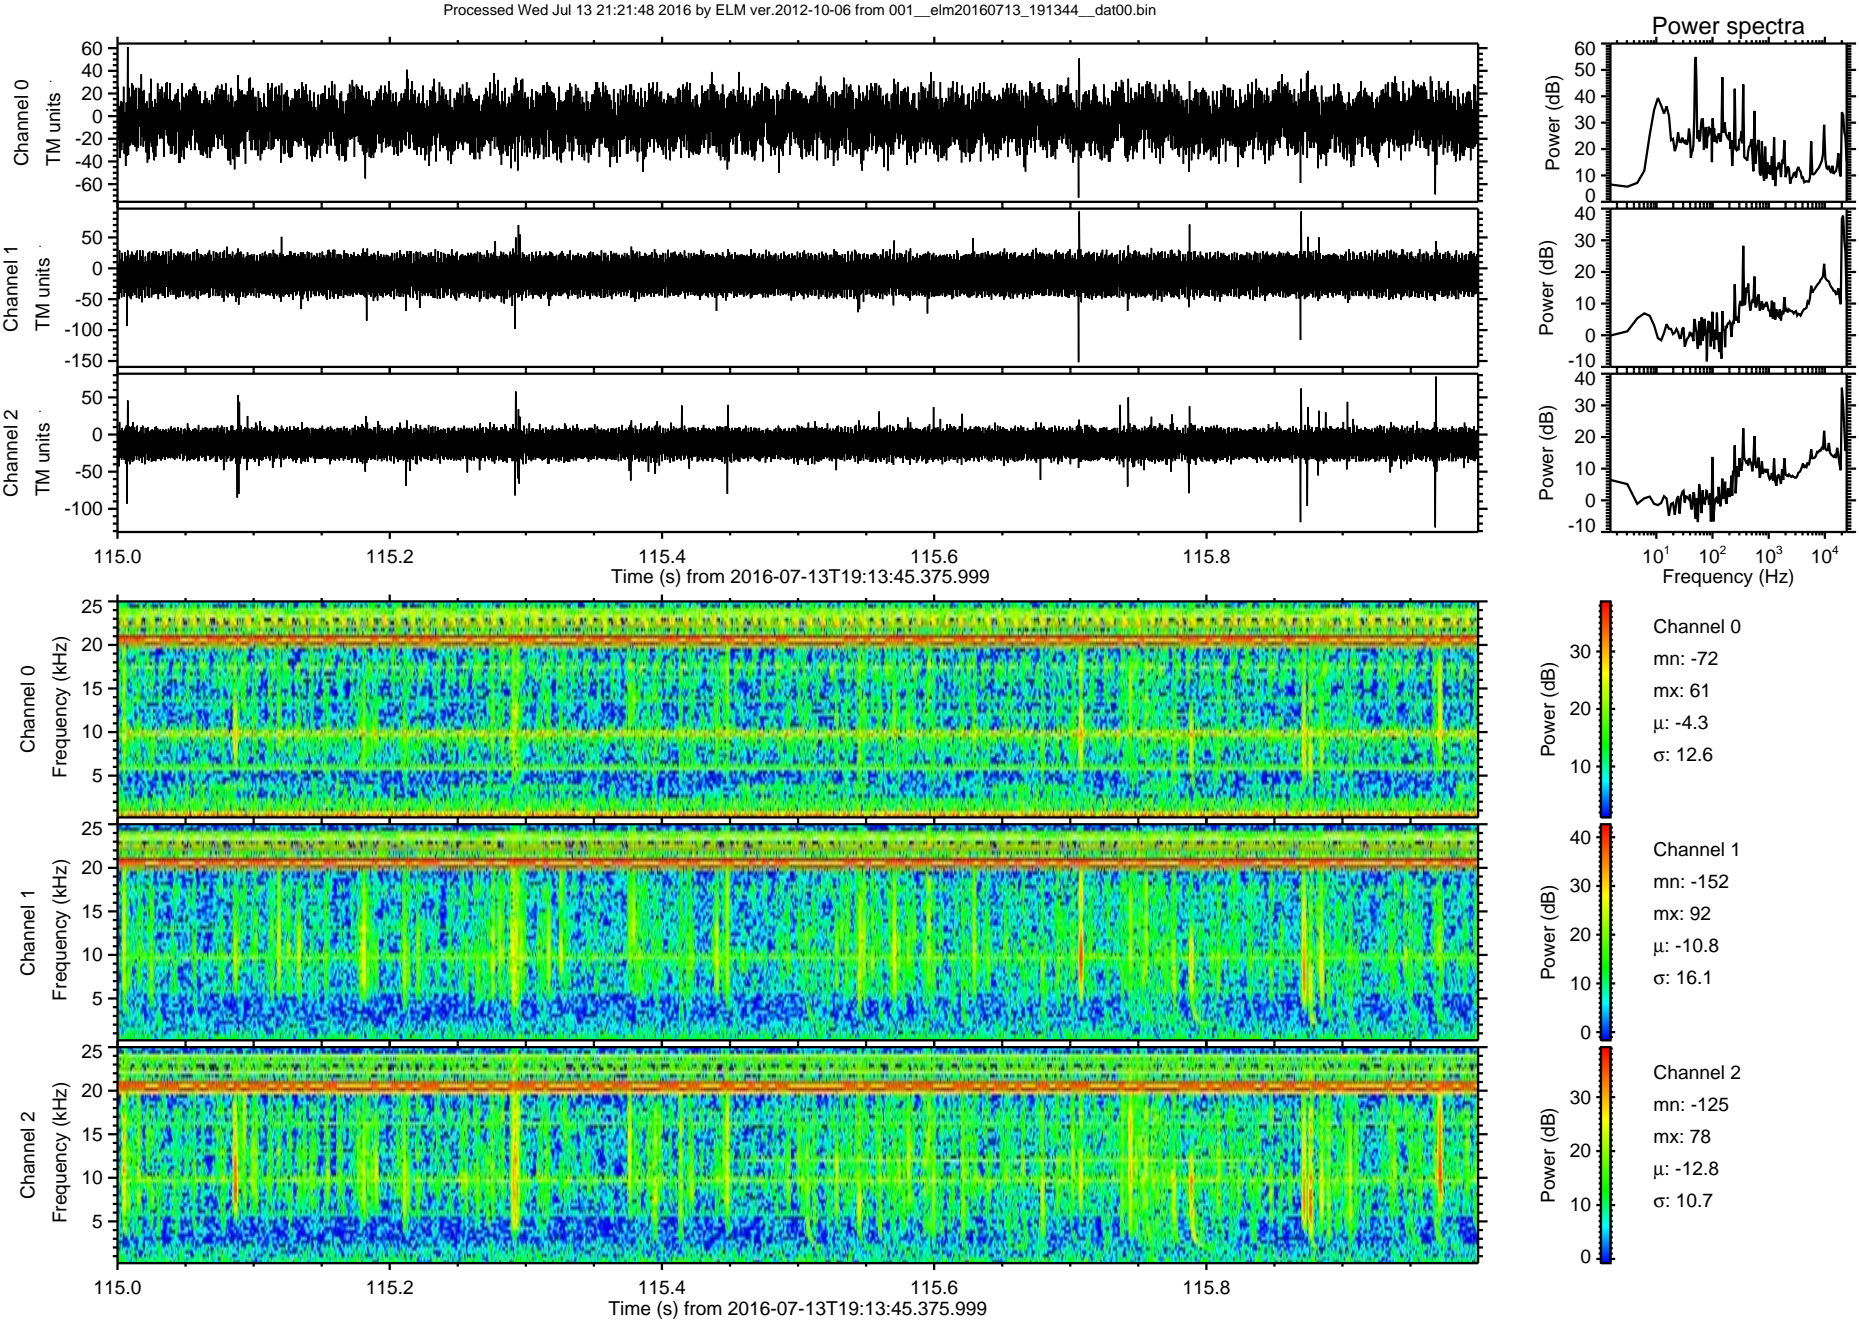 Processed Wed Jul 13 21:21:48 2016 by ELM ver.2012-10-06 from 001__elm20160713_191344__dat00.bin
Power spectra
Channel 0
TM units
60
40
20
0
-20
-40
-60
Power (dB)
60
50
40
30
20
10
0
Channel 1
TM units
50
0
-50
-100
-150
Power (dB)
40
30
20
10
0
-10
Channel 2
TM units
50
0
-50
-100
Power (dB)
40
30
20
10
0
-10
115.0 115.2 115.4 115.6 115.8
Time (s) from 2016-07-13T19:13:45.375.999
10^1 10^2 10^3 10^4
Frequency (Hz)
Channel 0
Frequency (kHz)
25
20
15
10
5
Power (dB)
30
20
10
Channel 0
mn: -72
mx: 61
μ: -4.3
σ: 12.6
Channel 1
Frequency (kHz)
25
20
15
10
5
Power (dB)
40
30
20
10
0
Channel 1
mn: -152
mx: 92
μ: -10.8
σ: 16.1
Channel 2
Frequency (kHz)
25
20
15
10
5
Power (dB)
30
20
10
0
Channel 2
mn: -125
mx: 78
μ: -12.8
σ: 10.7
115.0 115.2 115.4 115.6 115.8
Time (s) from 2016-07-13T19:13:45.375.999